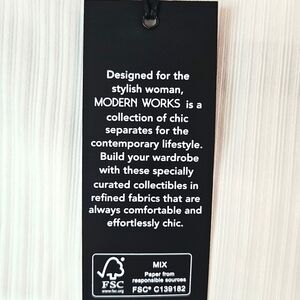 Designed for the
stylish woman,
MODERN WORKS is a
collection of chic
separates for the
contemporary lifestyle.
Build your wardrobe
with these specially
curated collectibles in
refined fabrics that are
always comfortable and
effortlessly chic.
FSC
www.fsc.org
MIX
Paper from
responsible sources
FSC® C139182